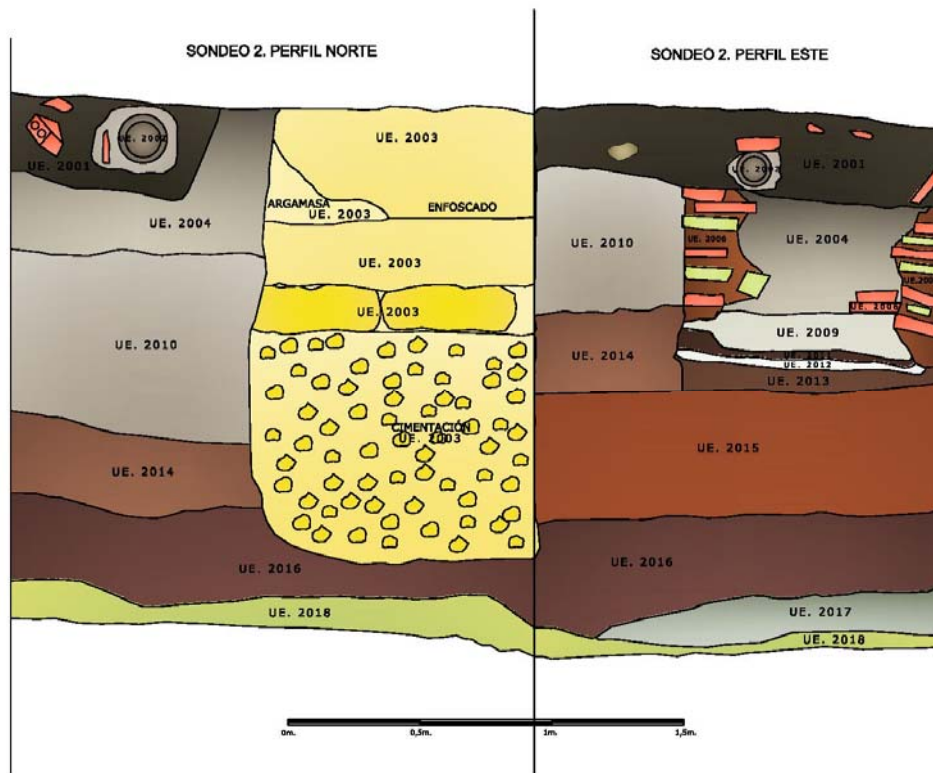 SONDEO 2. PERFIL NORTE
UE. 2001
UE. 2002
UE. 2003
UE. 2004
ARGAMASA
UE. 2003
ENFOSCADO
UE. 2003
UE. 2003
UE. 2010
CIMENTACIÓN
UE. 2003
UE. 2014
UE. 2016
UE. 2018
SONDEO 2. PERFIL ESTE
UE. 2001
UE. 2010
UE. 2006
UE. 2004
UE. 2009
UE. 2014
UE. 2012
UE. 2013
UE. 2015
UE. 2016
UE. 2017
UE. 2018
0m.
0,5m.
1m.
1,5m.